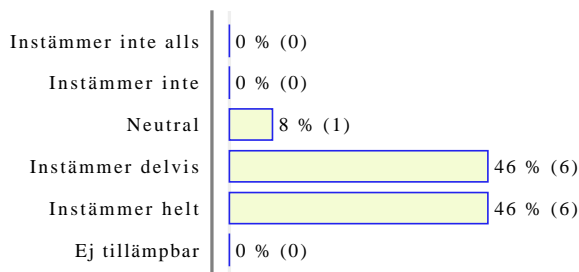 Instämmer inte alls 0 % (0)
Instämmer inte 0 % (0)
Neutral 8 % (1)
Instämmer delvis 46 % (6)
Instämmer helt 46 % (6)
Ej tillämpbar 0 % (0)